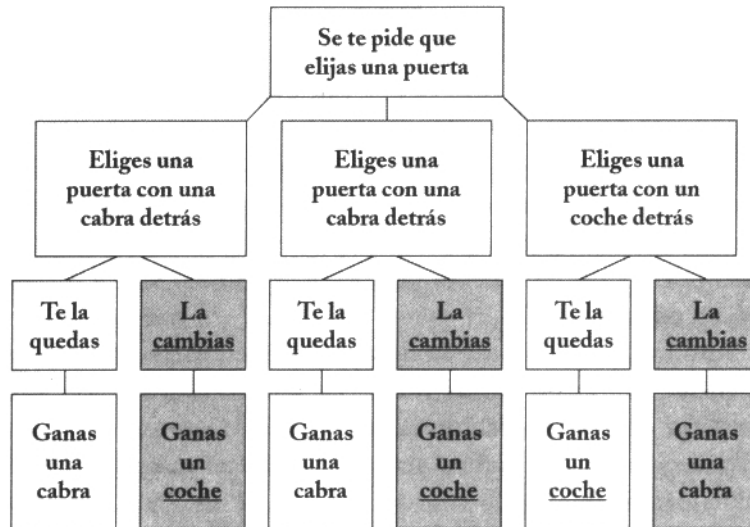 Se te pide que
elijas una puerta
Eliges una
puerta con una
cabra detrás
Eliges una
puerta con una
cabra detrás
Eliges una
puerta con un
coche detrás
Te la
quedas
La
cambias
Te la
quedas
La
cambias
Te la
quedas
La
cambias
Ganas
una
cabra
Ganas
un
coche
Ganas
una
cabra
Ganas
un
coche
Ganas
un
coche
Ganas
una
cabra